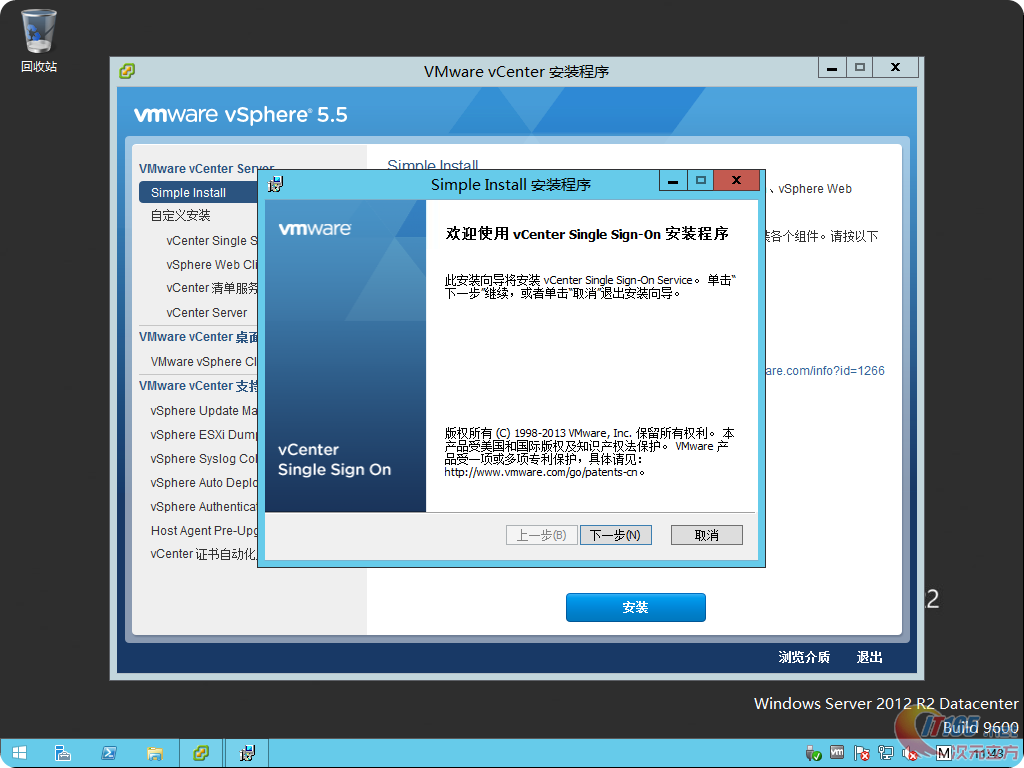 回收站
VMware vCenter 安装程序
vmware vSphere® 5.5
VMware vCenter Server
Simple Install
自定义安装
vCenter Single S
vSphere Web Cli
vCenter 清单服务
vCenter Server
VMware vCenter 桌面
VMware vSphere Cl
VMware vCenter 支持
vSphere Update Ma
vSphere ESXi Dump
vSphere Syslog Col
vSphere Auto Deplo
vSphere Authentica
Host Agent Pre-Upg
vCenter 证书自动化
Simple Install
、vSphere Web
各个组件。请按以下
are.com/info?id=1266
Simple Install 安装程序
vmware
vCenter
Single Sign On
欢迎使用 vCenter Single Sign-On 安装程序
此安装向导将安装 vCenter Single Sign-On Service。 单击“
下一步”继续，或者单击“取消”退出安装向导。
版权所有 (C) 1998-2013 VMware, Inc. 保留所有权利。 本
产品受美国和国际版权及知识产权法保护。 VMware 产
品受一项或多项专利保护，具体请见：
http://www.vmware.com/go/patents-cn。
上一步(B)
下一步(N)
取消
安装
浏览介质
退出
2
Windows Server 2012 R2 Datacenter
Build 9600
vm
M
11:43
IT165